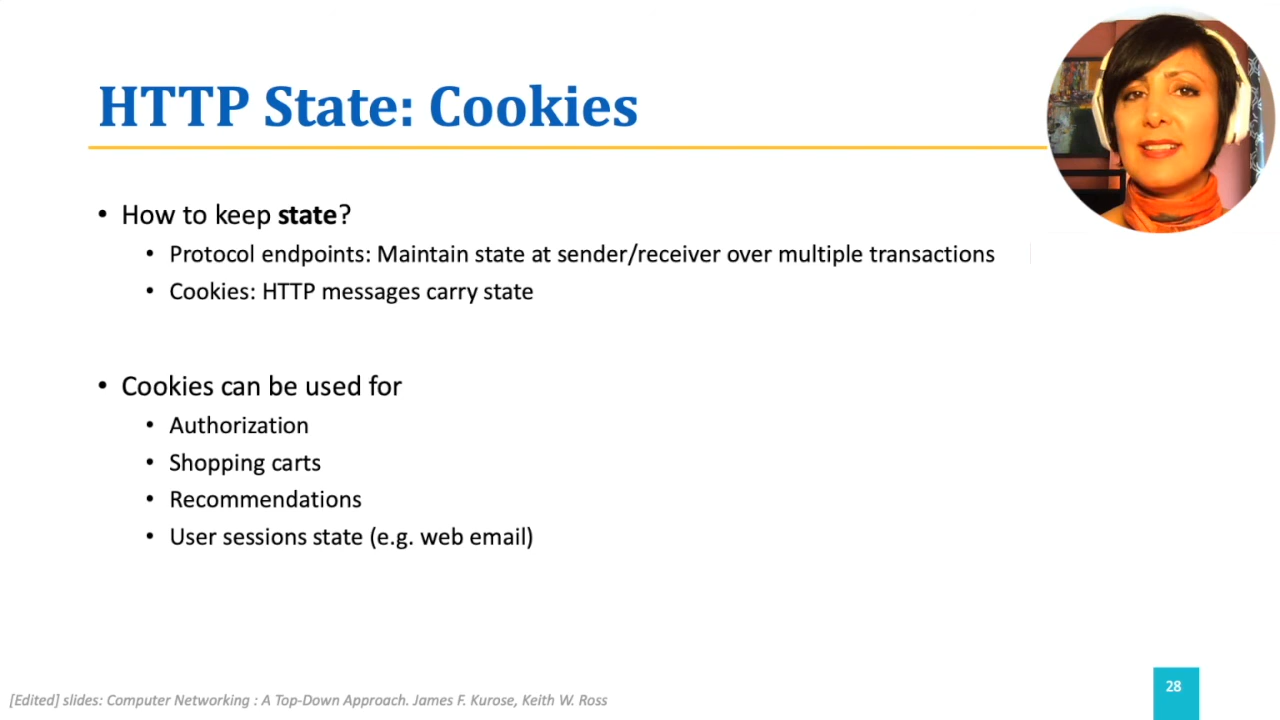 HTTP State: Cookies
• How to keep state?
• Protocol endpoints: Maintain state at sender/receiver over multiple transactions
• Cookies: HTTP messages carry state
• Cookies can be used for
• Authorization
• Shopping carts
• Recommendations
• User sessions state (e.g. web email)
[Edited] slides: Computer Networking : A Top-Down Approach. James F. Kurose, Keith W. Ross
28